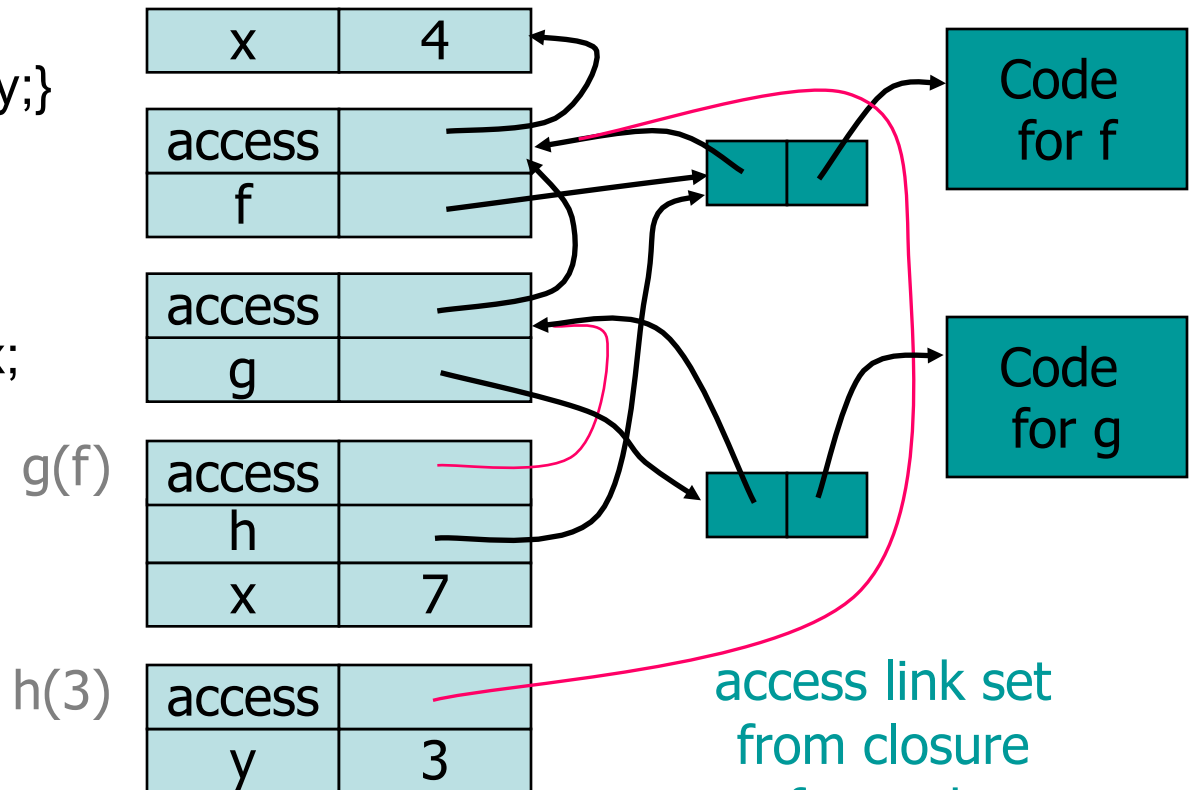 x 4
y;}
access
f
Code
for f
access
g
x;
Code
for g
g(f)
access
h
x 7
h(3)
access
y 3
access link set
from closure